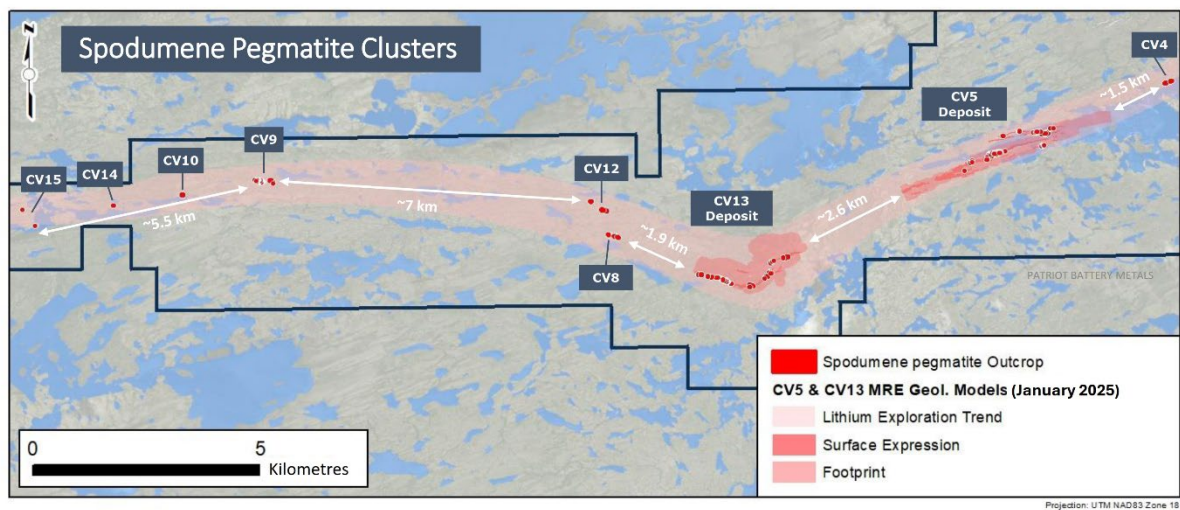 N
Spodumene Pegmatite Clusters
CV4
~1.5 km
CV5
Deposit
CV9
CV10
CV14
CV15
CV12
~7 km
~5.5 km
CV13
Deposit
~2.6 km
~1.9 km
CV8
PATRIOT BATTERY METALS
Spodumene pegmatite Outcrop
CV5 & CV13 MRE Geol. Models (January 2025)
Lithium Exploration Trend
Surface Expression
Footprint
0 5
Kilometres
Projection: UTM NAD83 Zone 18